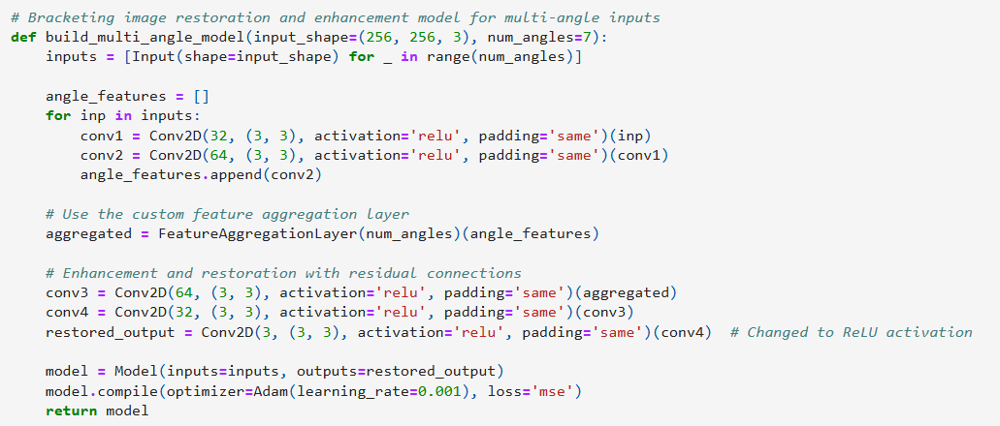 # Bracketing image restoration and enhancement model for multi-angle inputs
def build_multi_angle_model(input_shape=(256, 256, 3), num_angles=7):
    inputs = [Input(shape=input_shape) for _ in range(num_angles)]

    angle_features = []
    for inp in inputs:
        conv1 = Conv2D(32, (3, 3), activation='relu', padding='same')(inp)
        conv2 = Conv2D(64, (3, 3), activation='relu', padding='same')(conv1)
        angle_features.append(conv2)

    # Use the custom feature aggregation layer
    aggregated = FeatureAggregationLayer(num_angles)(angle_features)

    # Enhancement and restoration with residual connections
    conv3 = Conv2D(64, (3, 3), activation='relu', padding='same')(aggregated)
    conv4 = Conv2D(32, (3, 3), activation='relu', padding='same')(conv3)
    restored_output = Conv2D(3, (3, 3), activation='relu', padding='same')(conv4)  # Changed to ReLU activation

    model = Model(inputs=inputs, outputs=restored_output)
    model.compile(optimizer=Adam(learning_rate=0.001), loss='mse')
    return model